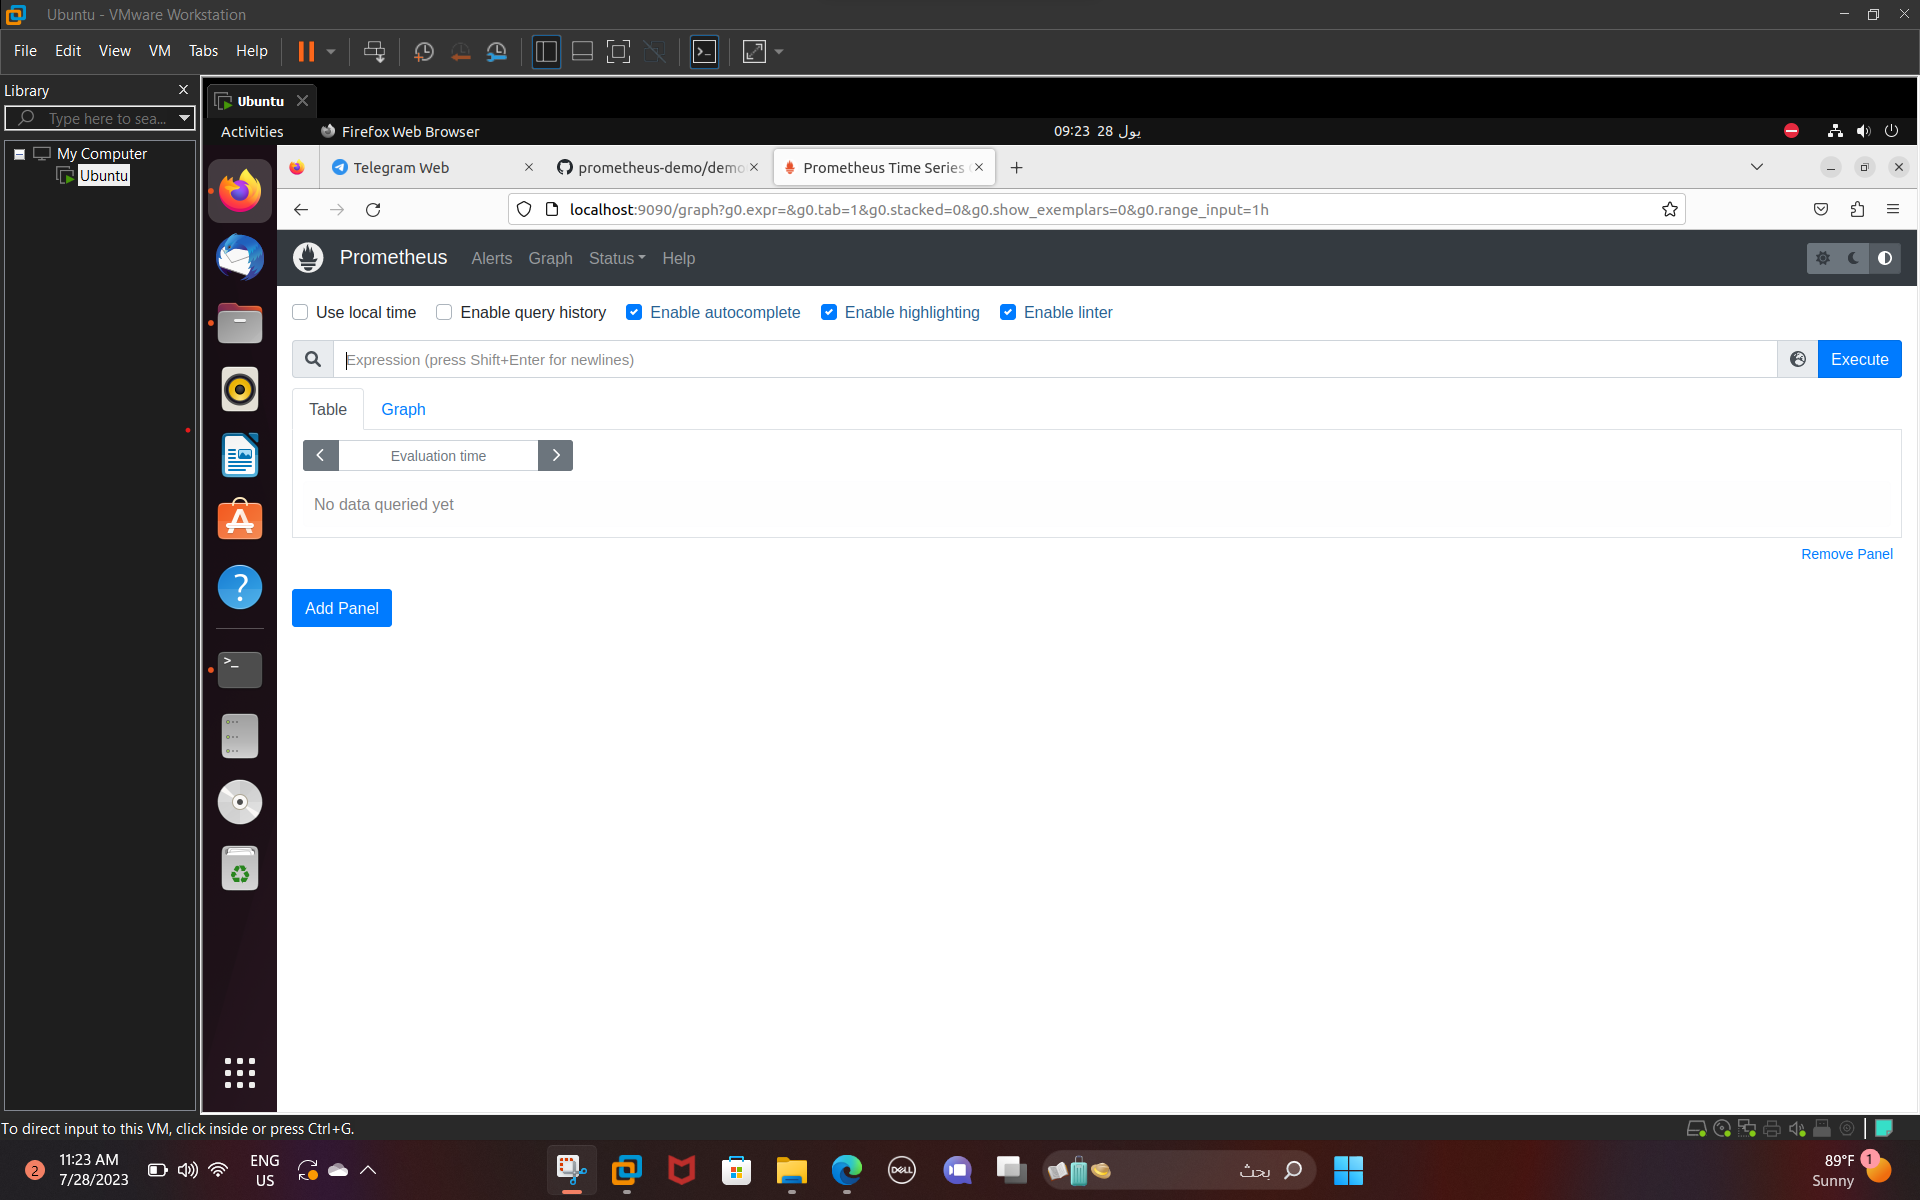 Ubuntu - VMware Workstation
File Edit View VM Tabs Help
Library
Type here to sea...
My Computer
Ubuntu
Ubuntu
Activities Firefox Web Browser 09:23 28 يول
Telegram Web prometheus-demo/demo Prometheus Time Series
localhost:9090/graph?g0.expr=&g0.tab=1&g0.stacked=0&g0.show_exemplars=0&g0.range_input=1h
Prometheus Alerts Graph Status Help
Use local time Enable query history Enable autocomplete Enable highlighting Enable linter
Expression (press Shift+Enter for newlines) Execute
Table Graph
Evaluation time
No data queried yet
Remove Panel
Add Panel
To direct input to this VM, click inside or press Ctrl+G.
2 11:23 AM ENG DELL بحث 89°F 1
7/28/2023 US Sunny